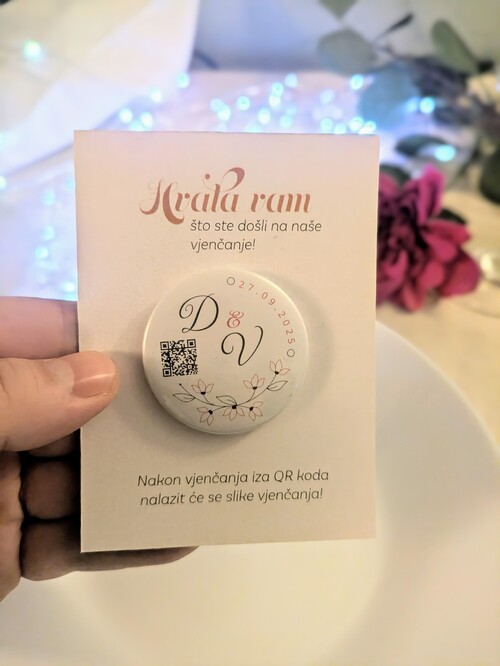 Hvala vam
što ste došli na naše
vjenčanje!
27.09.2025
D
&
V
Nakon vjenčanja iza QR koda
nalazit će se slike vjenčanja!